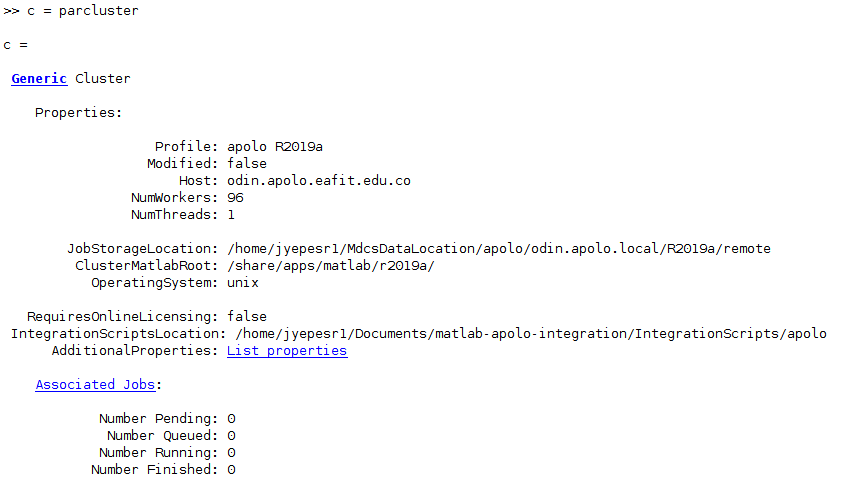 >> c = parcluster
c =
Generic Cluster
Properties:
Profile: apolo R2019a
Modified: false
Host: odin.apolo.eafit.edu.co
NumWorkers: 96
NumThreads: 1
JobStorageLocation: /home/jyepesr1/MdcsDataLocation/apolo/odin.apolo.local/R2019a/remote
ClusterMatlabRoot: /share/apps/matlab/r2019a/
OperatingSystem: unix
RequiresOnlineLicensing: false
IntegrationScriptsLocation: /home/jyepesr1/Documents/matlab-apolo-integration/IntegrationScripts/apolo
AdditionalProperties: List properties
Associated Jobs:
Number Pending: 0
Number Queued: 0
Number Running: 0
Number Finished: 0